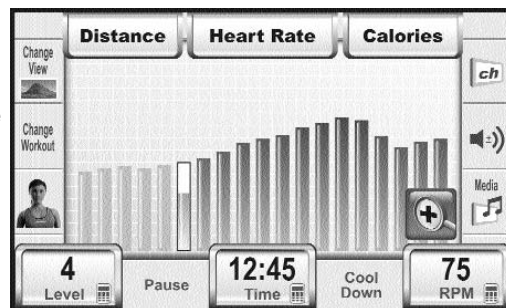 Distance
Heart Rate
Calories
Change
View
Change
Workout
ch
±
Media
4
Level
Pause
12:45
Time
Cool
Down
75
RPM